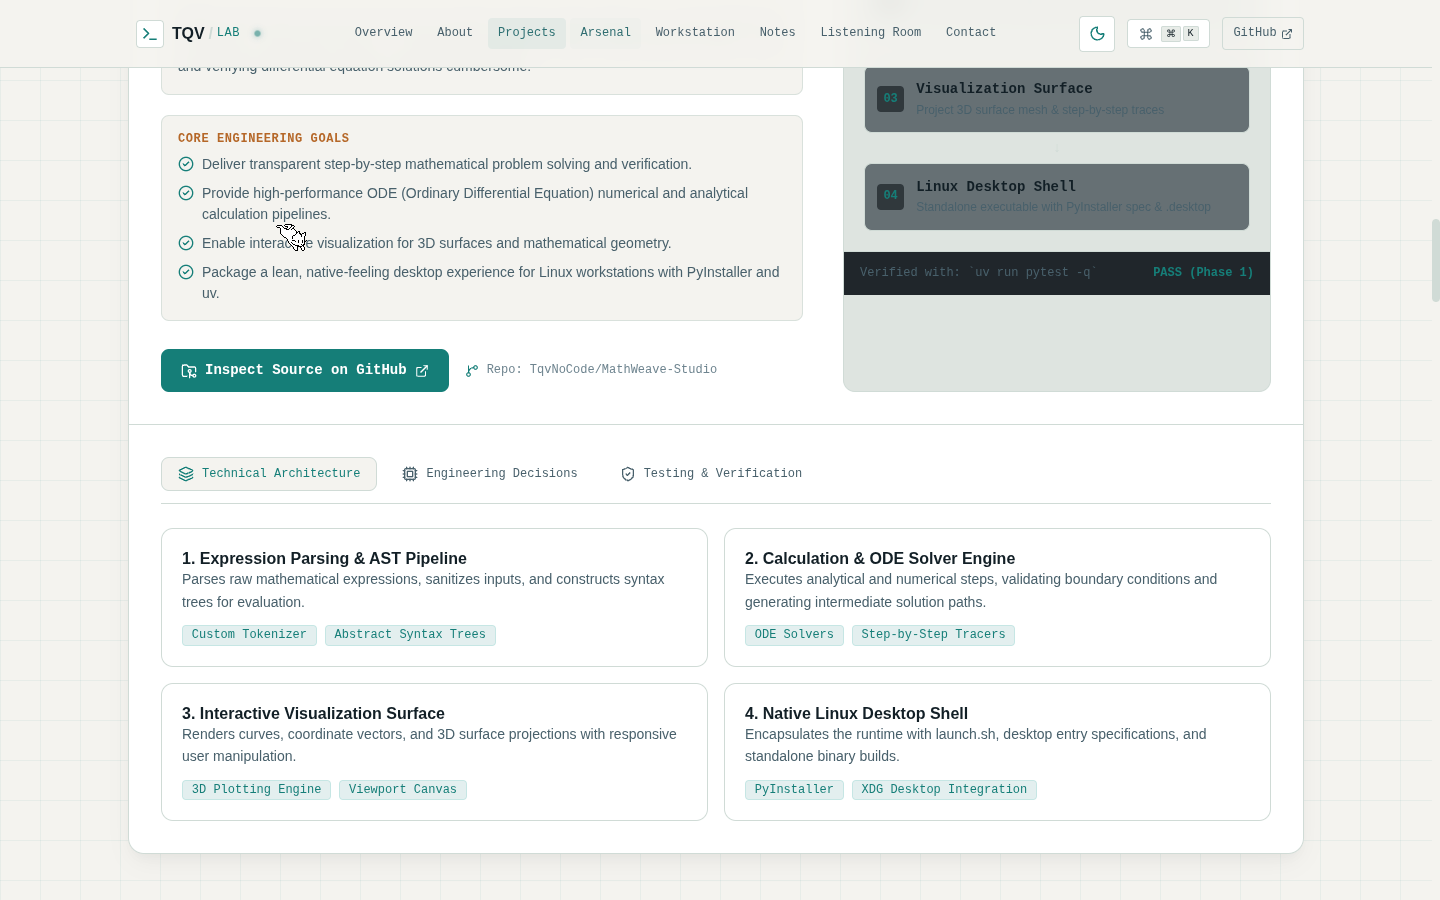 TQV / LAB
Overview
About
Projects
Arsenal
Workstation
Notes
Listening Room
Contact
⌘ ⌘ K
GitHub
and verifying differential equation solutions cumbersome.
CORE ENGINEERING GOALS
Deliver transparent step-by-step mathematical problem solving and verification.
Provide high-performance ODE (Ordinary Differential Equation) numerical and analytical
calculation pipelines.
Enable interactive visualization for 3D surfaces and mathematical geometry.
Package a lean, native-feeling desktop experience for Linux workstations with PyInstaller and
uv.
Inspect Source on GitHub
Repo: TqvNoCode/MathWeave-Studio
03
Visualization Surface
Project 3D surface mesh & step-by-step traces
04
Linux Desktop Shell
Standalone executable with PyInstaller spec & .desktop
Verified with: `uv run pytest -q`
PASS (Phase 1)
Technical Architecture
Engineering Decisions
Testing & Verification
1. Expression Parsing & AST Pipeline
Parses raw mathematical expressions, sanitizes inputs, and constructs syntax
trees for evaluation.
Custom Tokenizer
Abstract Syntax Trees
2. Calculation & ODE Solver Engine
Executes analytical and numerical steps, validating boundary conditions and
generating intermediate solution paths.
ODE Solvers
Step-by-Step Tracers
3. Interactive Visualization Surface
Renders curves, coordinate vectors, and 3D surface projections with responsive
user manipulation.
3D Plotting Engine
Viewport Canvas
4. Native Linux Desktop Shell
Encapsulates the runtime with launch.sh, desktop entry specifications, and
standalone binary builds.
PyInstaller
XDG Desktop Integration